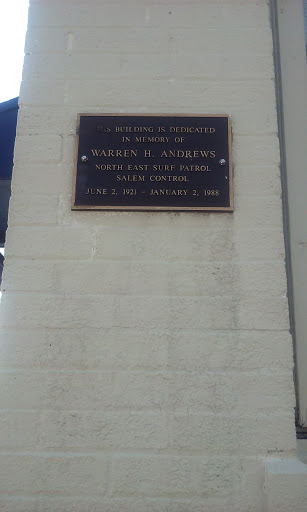 THIS BUILDING IS DEDICATED
IN MEMORY OF
WARREN H. ANDREWS
NORTH EAST SURF PATROL
SALEM CONTROL
JUNE 2, 1921 - JANUARY 2, 1988